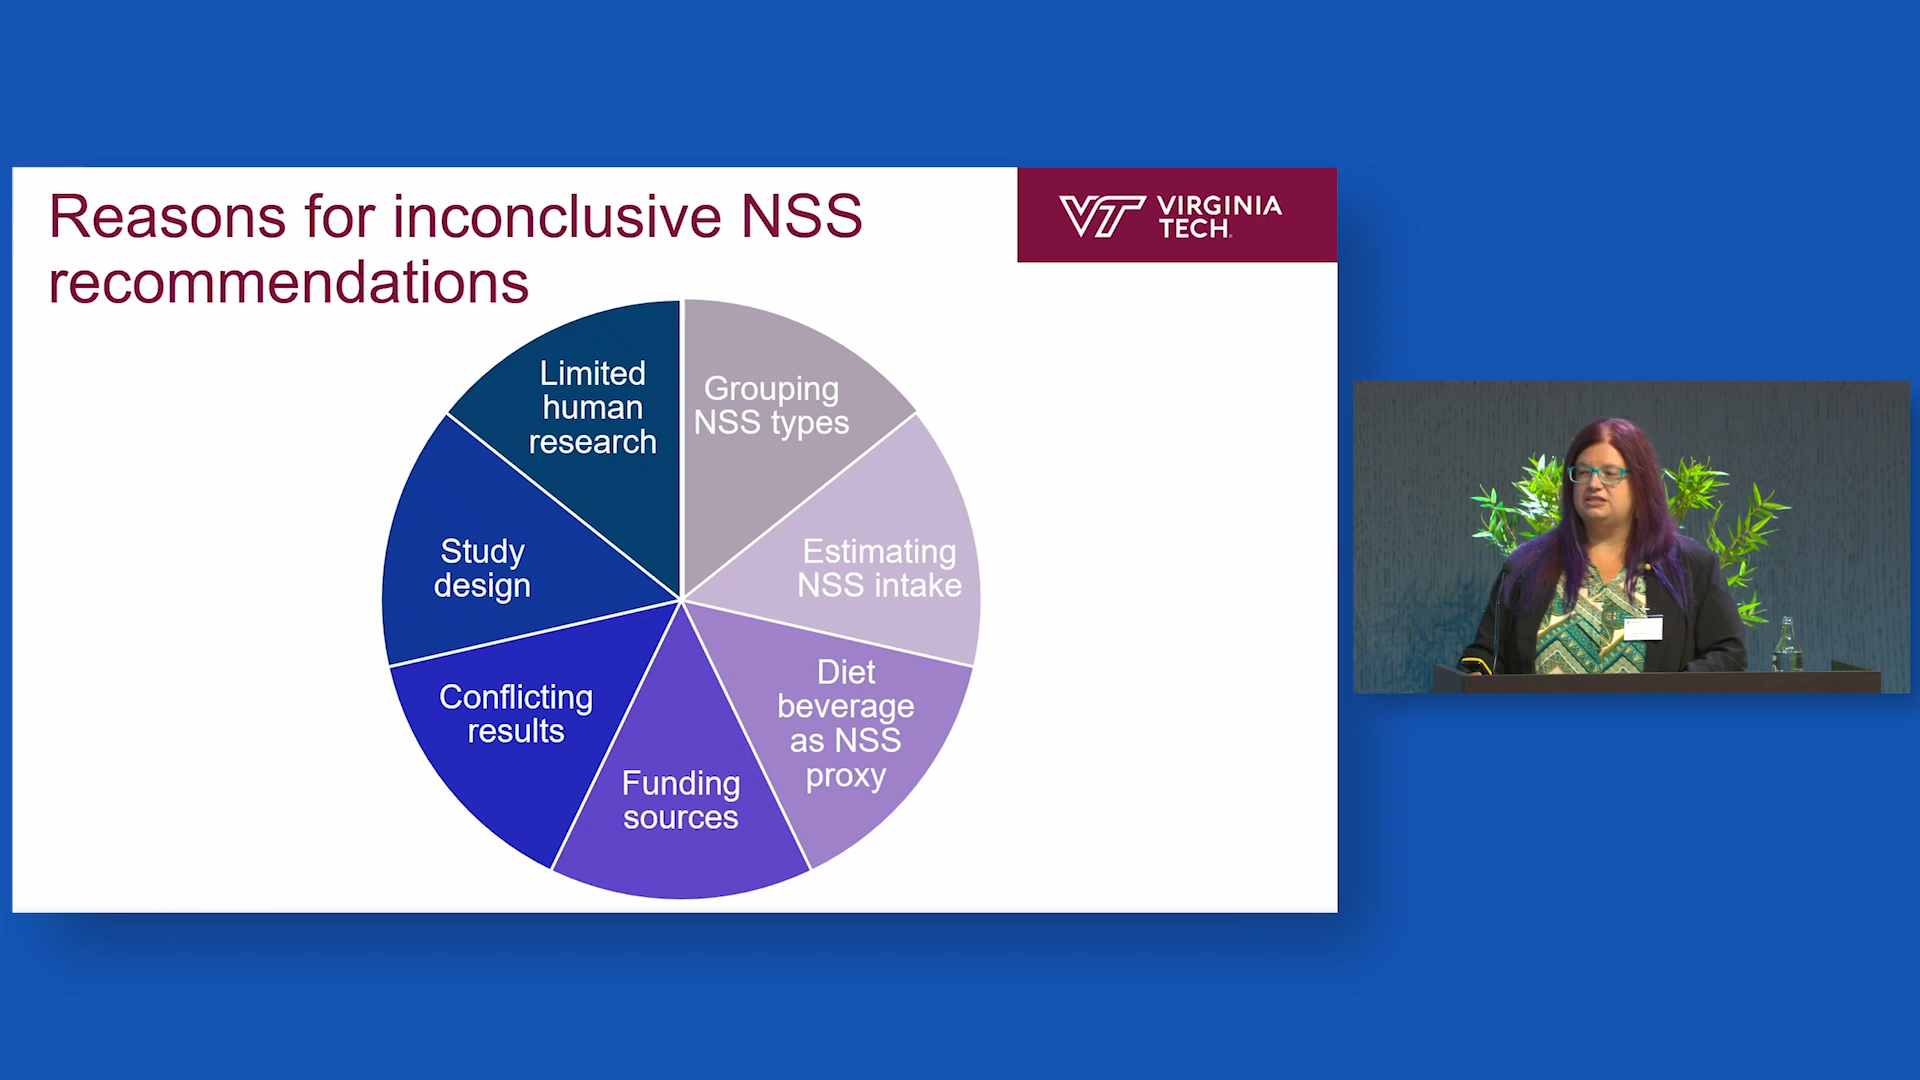 Reasons for inconclusive NSS
recommendations
VIRGINIA
TECH
Limited
human
research
Grouping
NSS types
Study
design
Estimating
NSS intake
Conflicting
results
Diet
beverage
as NSS
proxy
Funding
sources